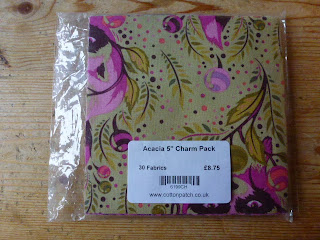 Acacia 5" Charm Pack
30 Fabrics £8.75
www.cottonpatch.co.uk